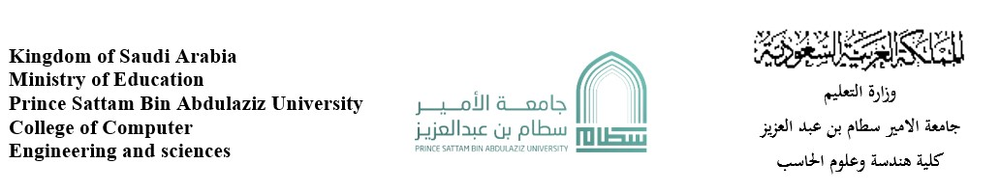 Kingdom of Saudi Arabia
Ministry of Education
Prince Sattam Bin Abdulaziz University
College of Computer
Engineering and sciences
جامعة الأمير
سطام بن عبدالعزيز
PRINCE SATTAM BIN ABDULAZIZ UNIVERSITY
سطام
المملكة العربية السعودية
وزارة التعليم
جامعة الامير سطام بن عبد العزيز
كلية هندسة وعلوم الحاسب